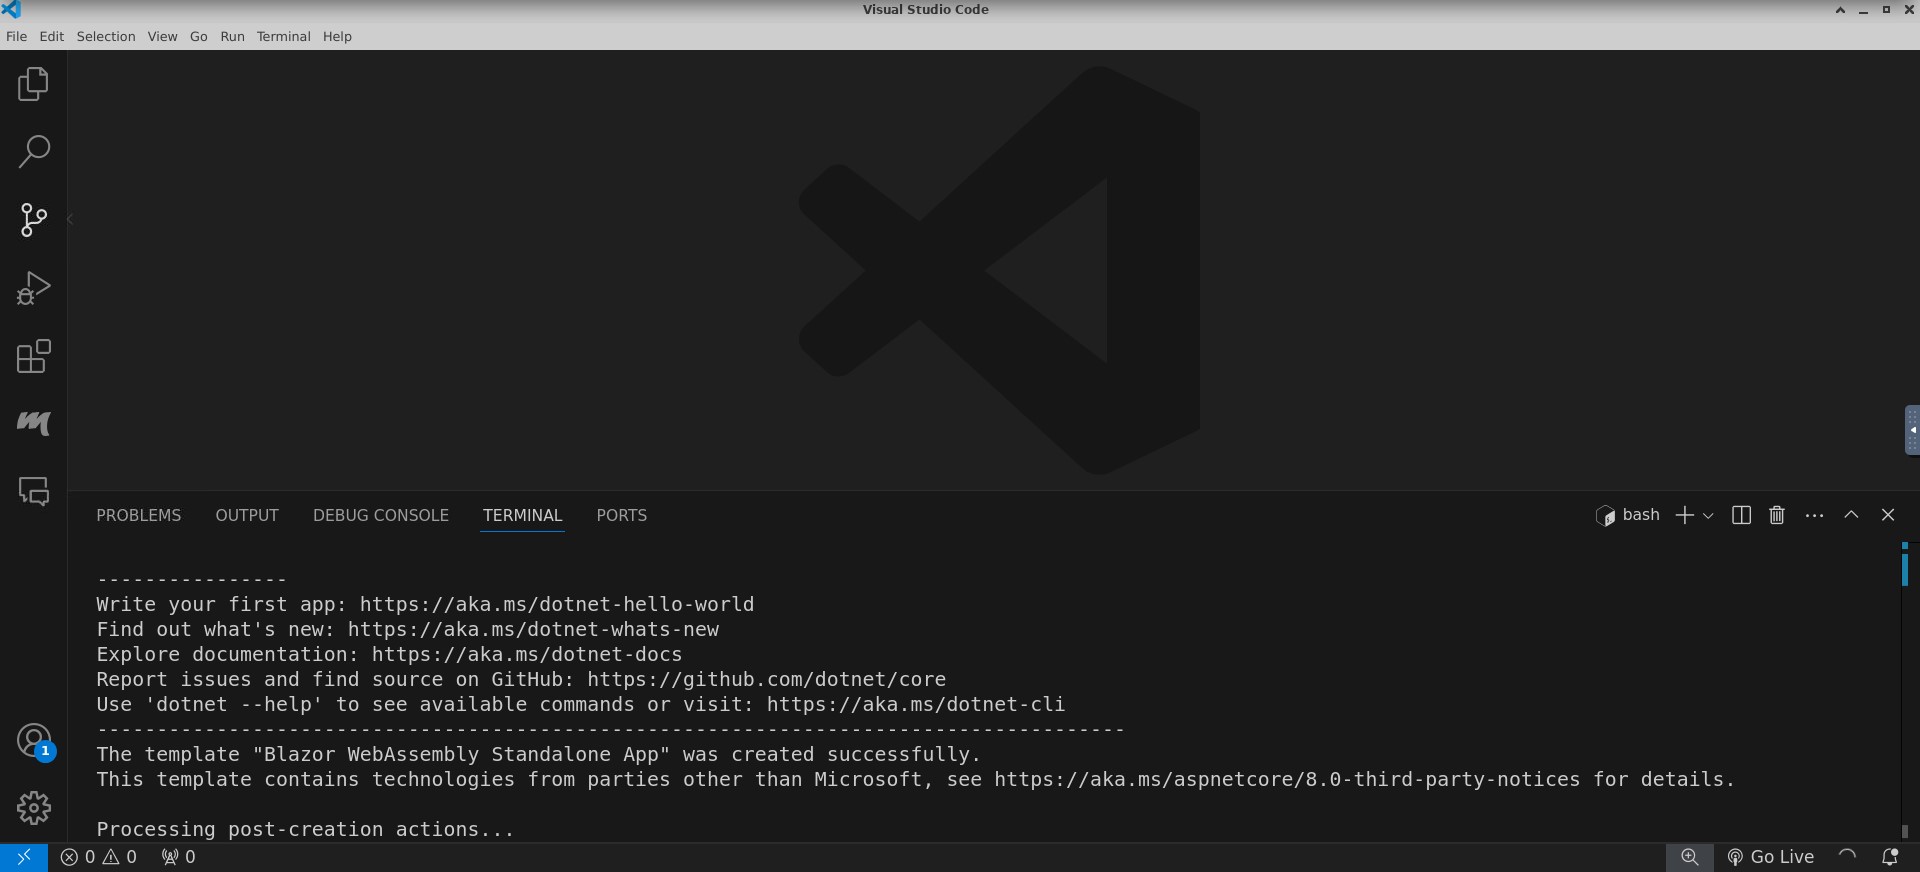 Visual Studio Code
File Edit Selection View Go Run Terminal Help
PROBLEMS OUTPUT DEBUG CONSOLE TERMINAL PORTS
bash
----------------
Write your first app: https://aka.ms/dotnet-hello-world
Find out what's new: https://aka.ms/dotnet-whats-new
Explore documentation: https://aka.ms/dotnet-docs
Report issues and find source on GitHub: https://github.com/dotnet/core
Use 'dotnet --help' to see available commands or visit: https://aka.ms/dotnet-cli
--------------------------------------------------------------------------------------
The template "Blazor WebAssembly Standalone App" was created successfully.
This template contains technologies from parties other than Microsoft, see https://aka.ms/aspnetcore/8.0-third-party-notices for details.
1
Processing post-creation actions...
0 0 0 Go Live